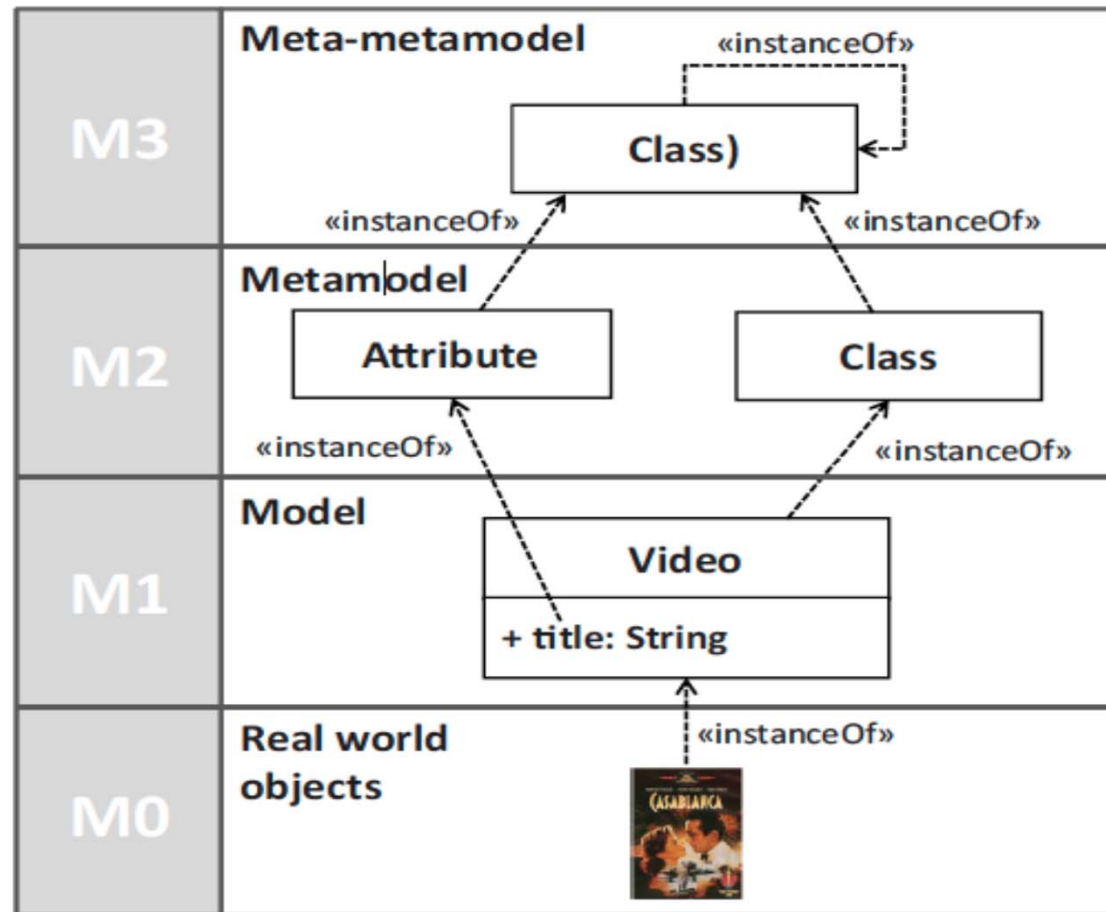 M3
Meta-metamodel
«instanceOf»
Class)
«instanceOf»
«instanceOf»
M2
Metamodel
Attribute
Class
«instanceOf»
«instanceOf»
M1
Model
Video
+ title: String
M0
Real world
objects
«instanceOf»
CASABLANCA